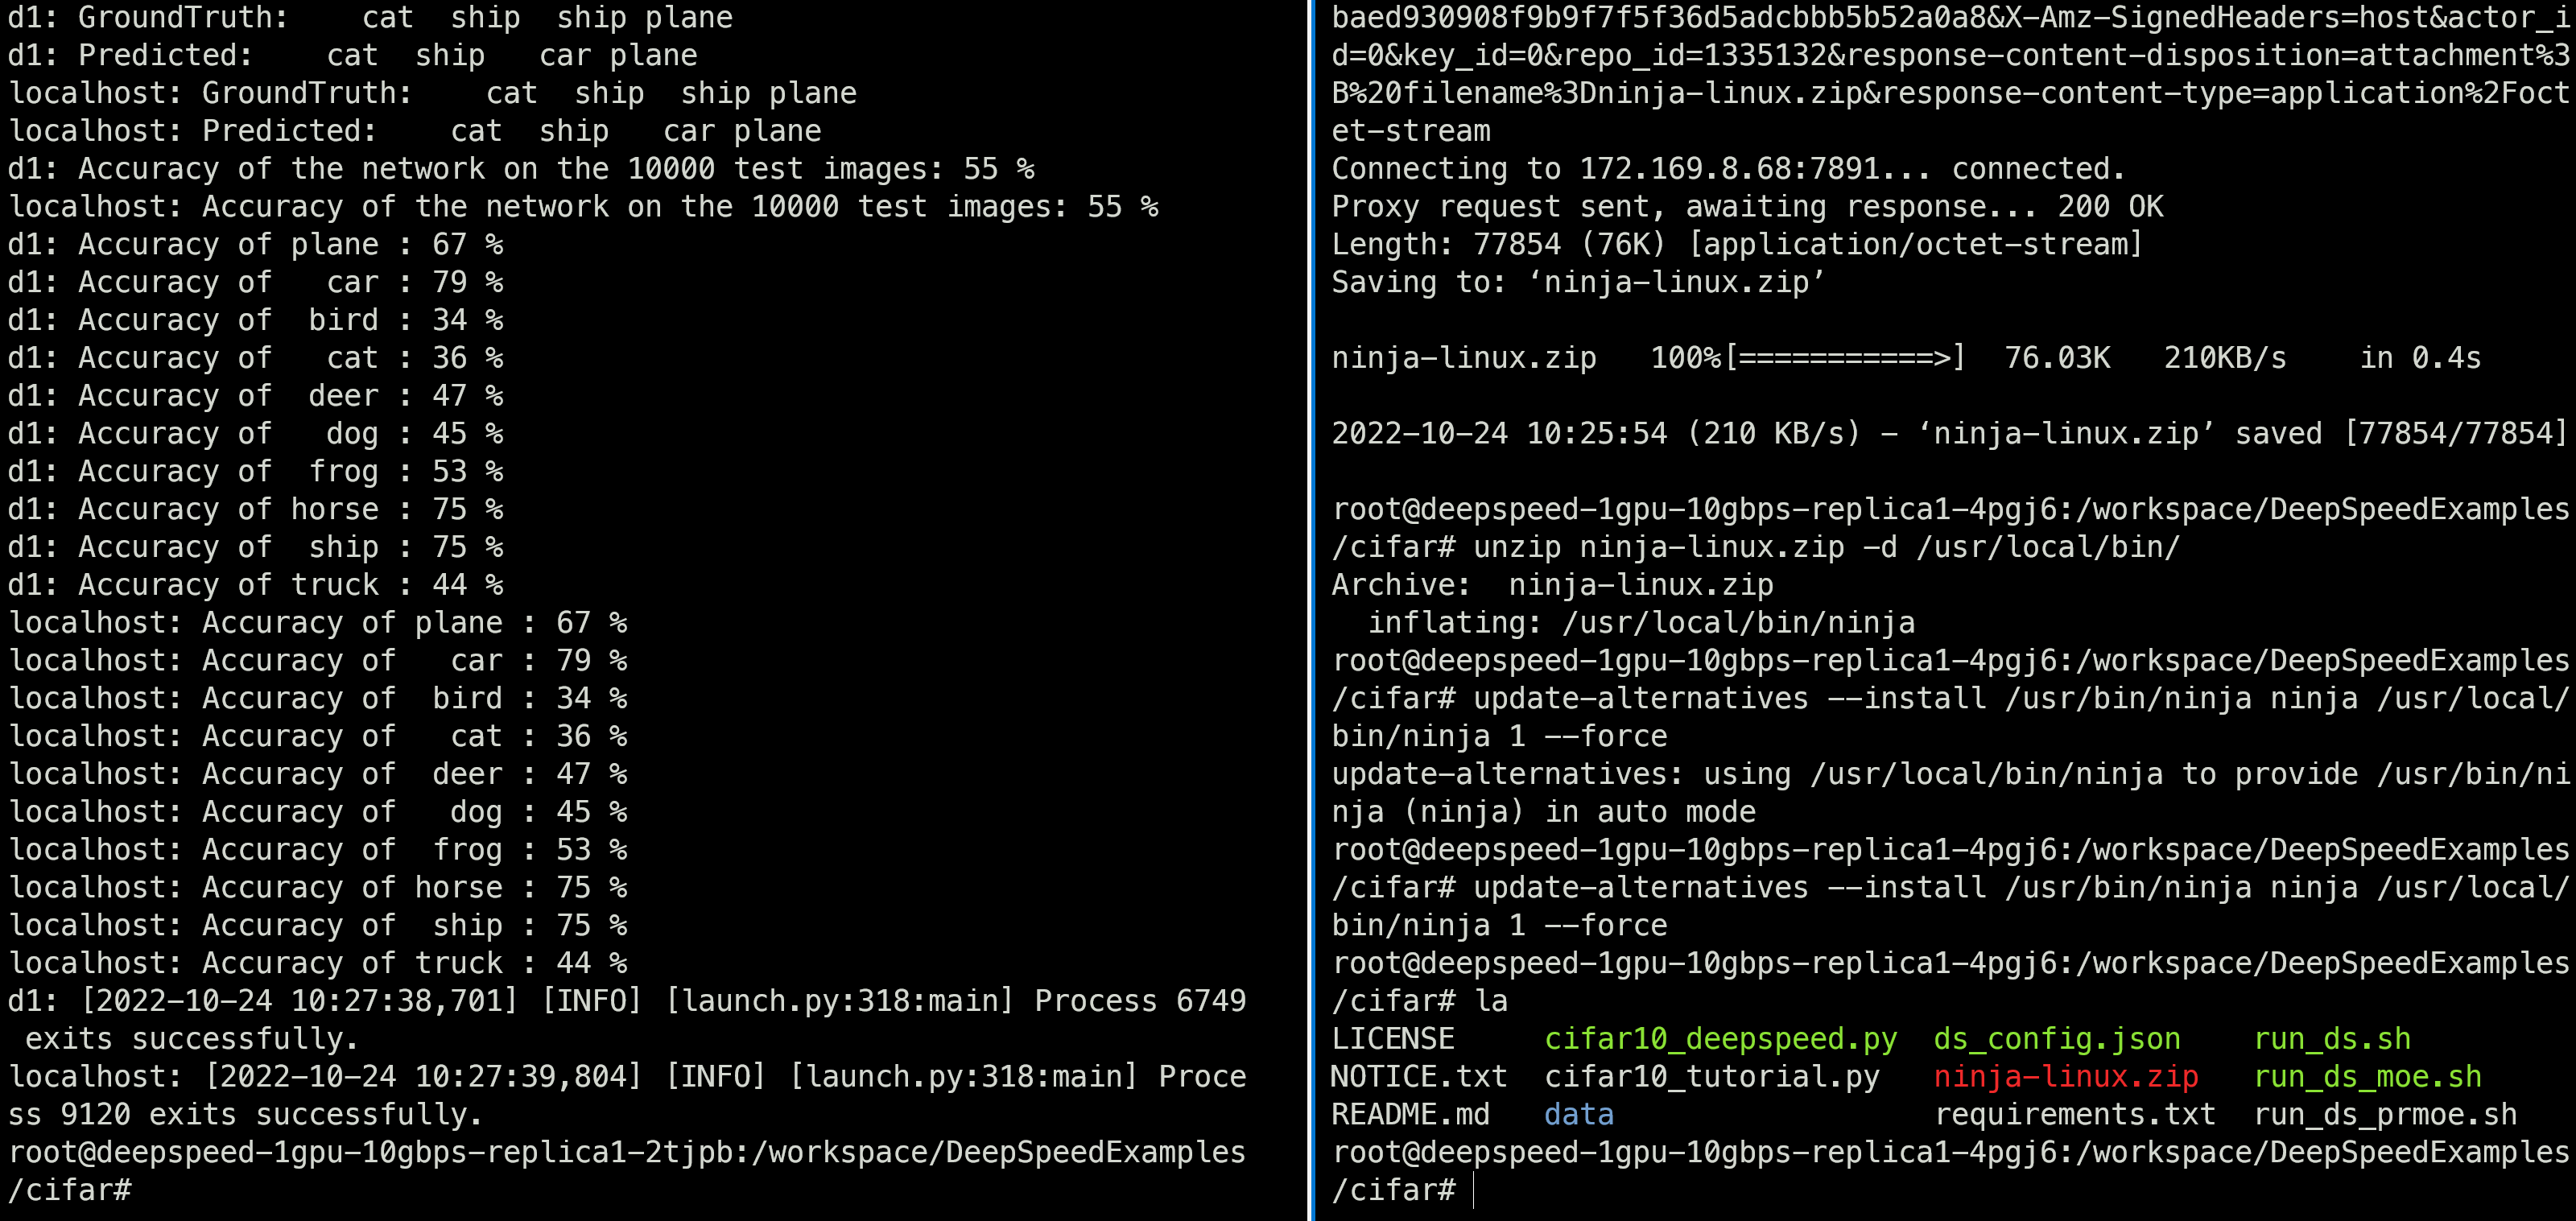 d1: GroundTruth:    cat  ship  ship plane
d1: Predicted:    cat  ship   car plane
localhost: GroundTruth:    cat  ship  ship plane
localhost: Predicted:    cat  ship   car plane
d1: Accuracy of the network on the 10000 test images: 55 %
localhost: Accuracy of the network on the 10000 test images: 55 %
d1: Accuracy of plane : 67 %
d1: Accuracy of   car : 79 %
d1: Accuracy of  bird : 34 %
d1: Accuracy of   cat : 36 %
d1: Accuracy of  deer : 47 %
d1: Accuracy of   dog : 45 %
d1: Accuracy of  frog : 53 %
d1: Accuracy of horse : 75 %
d1: Accuracy of  ship : 75 %
d1: Accuracy of truck : 44 %
localhost: Accuracy of plane : 67 %
localhost: Accuracy of   car : 79 %
localhost: Accuracy of  bird : 34 %
localhost: Accuracy of   cat : 36 %
localhost: Accuracy of  deer : 47 %
localhost: Accuracy of   dog : 45 %
localhost: Accuracy of  frog : 53 %
localhost: Accuracy of horse : 75 %
localhost: Accuracy of  ship : 75 %
localhost: Accuracy of truck : 44 %
d1: [2022-10-24 10:27:38,701] [INFO] [launch.py:318:main] Process 6749
 exits successfully.
localhost: [2022-10-24 10:27:39,804] [INFO] [launch.py:318:main] Proce
ss 9120 exits successfully.
root@deepspeed-1gpu-10gbps-replica1-2tjpb:/workspace/DeepSpeedExamples
/cifar#
baed930908f9b9f7f5f36d5adcbbb5b52a0a8&X-Amz-SignedHeaders=host&actor_i
d=0&key_id=0&repo_id=1335132&response-content-disposition=attachment%3
B%20filename%3Dninja-linux.zip&response-content-type=application%2Foct
et-stream
Connecting to 172.169.8.68:7891... connected.
Proxy request sent, awaiting response... 200 OK
Length: 77854 (76K) [application/octet-stream]
Saving to: ‘ninja-linux.zip’
ninja-linux.zip   100%[===========>]  76.03K   210KB/s    in 0.4s
2022-10-24 10:25:54 (210 KB/s) - ‘ninja-linux.zip’ saved [77854/77854]
root@deepspeed-1gpu-10gbps-replica1-4pgj6:/workspace/DeepSpeedExamples
/cifar# unzip ninja-linux.zip -d /usr/local/bin/
Archive:  ninja-linux.zip
  inflating: /usr/local/bin/ninja
root@deepspeed-1gpu-10gbps-replica1-4pgj6:/workspace/DeepSpeedExamples
/cifar# update-alternatives --install /usr/bin/ninja ninja /usr/local/
bin/ninja 1 --force
update-alternatives: using /usr/local/bin/ninja to provide /usr/bin/ni
nja (ninja) in auto mode
root@deepspeed-1gpu-10gbps-replica1-4pgj6:/workspace/DeepSpeedExamples
/cifar# update-alternatives --install /usr/bin/ninja ninja /usr/local/
bin/ninja 1 --force
root@deepspeed-1gpu-10gbps-replica1-4pgj6:/workspace/DeepSpeedExamples
/cifar# la
LICENSE     cifar10_deepspeed.py  ds_config.json    run_ds.sh
NOTICE.txt  cifar10_tutorial.py   ninja-linux.zip   run_ds_moe.sh
README.md   data                  requirements.txt  run_ds_prmoe.sh
root@deepspeed-1gpu-10gbps-replica1-4pgj6:/workspace/DeepSpeedExamples
/cifar#